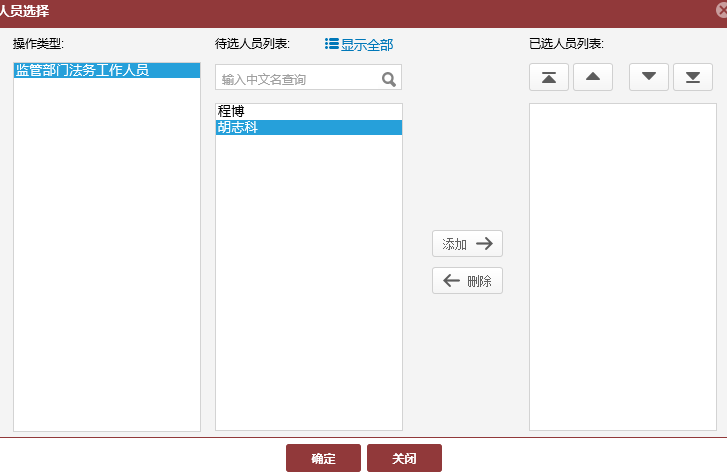 人员选择
操作类型:
待选人员列表:
显示全部
已选人员列表:
监管部门法务工作人员
输入中文名查询
程博
胡志科
添加
删除
确定
关闭